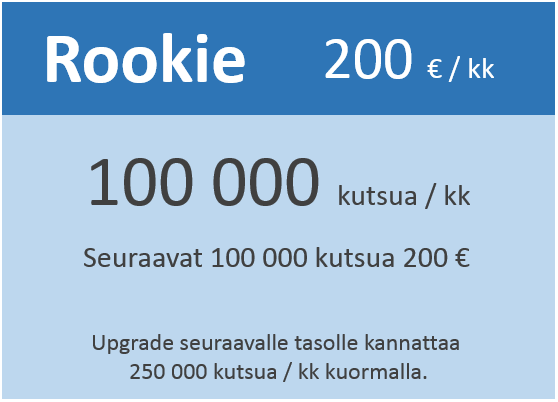 Rookie 200 € / kk
100 000 kutsua / kk
Seuraavat 100 000 kutsua 200 €
Upgrade seuraavalle tasolle kannattaa
250 000 kutsua / kk kuormalla.